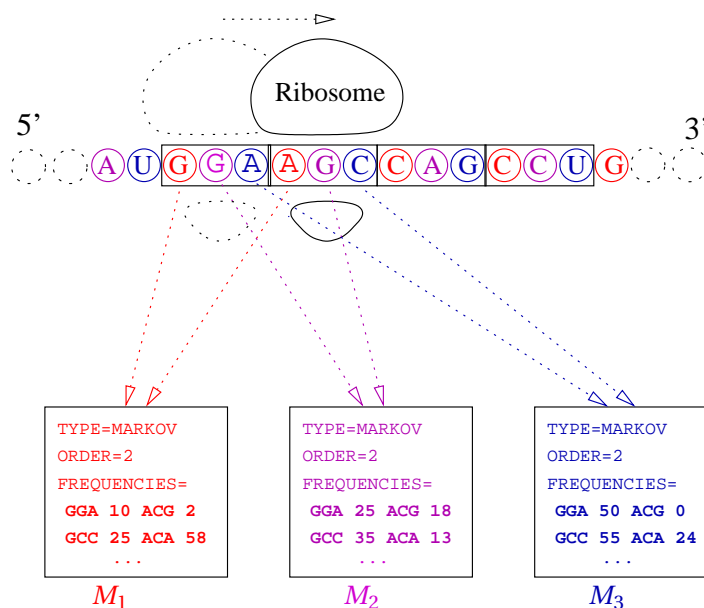 Ribosome
5' 3'
A U G G A A G C C A G C C U G
TYPE=MARKOV
ORDER=2
FREQUENCIES=
GGA 10 ACG 2
GCC 25 ACA 58
...
M1
TYPE=MARKOV
ORDER=2
FREQUENCIES=
GGA 25 ACG 18
GCC 35 ACA 13
...
M2
TYPE=MARKOV
ORDER=2
FREQUENCIES=
GGA 50 ACG 0
GCC 55 ACA 24
...
M3